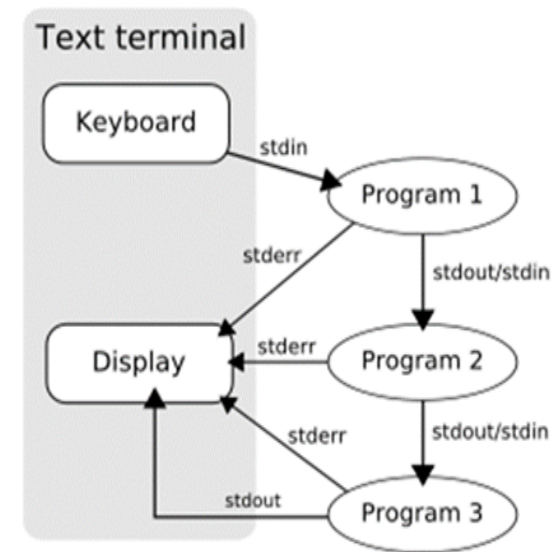 Text terminal
Keyboard
stdin
Program 1
stderr
stdout/stdin
Display
stderr
Program 2
stdout/stdin
stderr
stdout
Program 3